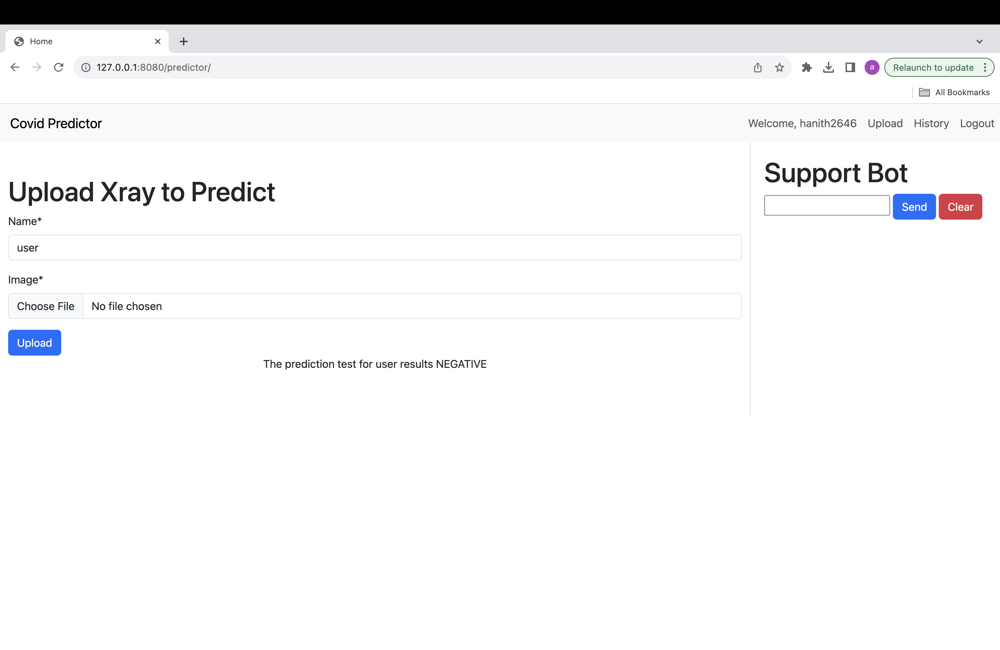 Home
127.0.0.1:8080/predictor/
a
Relaunch to update
All Bookmarks
Covid Predictor
Welcome, hanith2646 Upload History Logout
Upload Xray to Predict
Name*
user
Image*
Choose File No file chosen
Upload
The prediction test for user results NEGATIVE
Support Bot
Send Clear